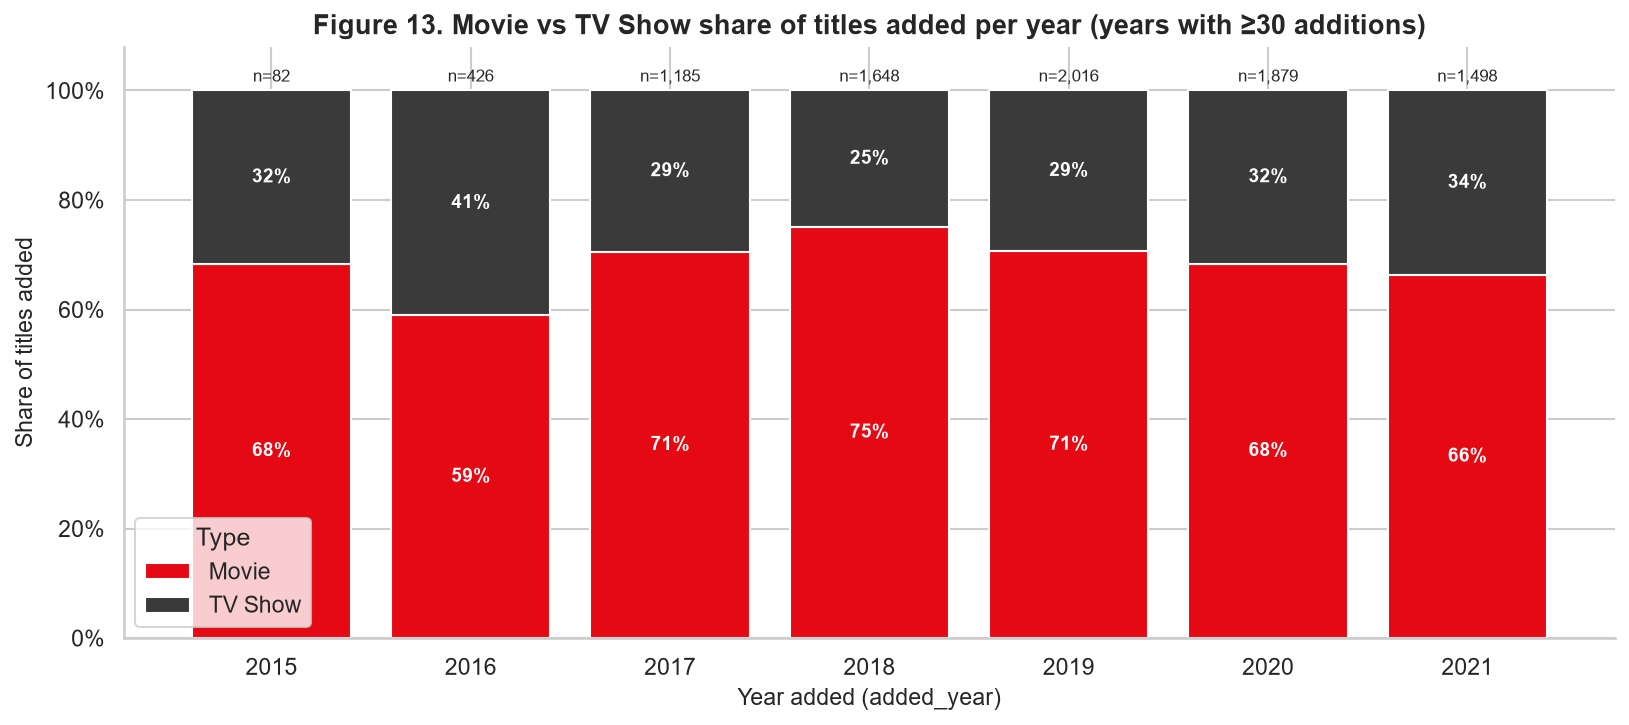 Figure 13. Movie vs TV Show share of titles added per year (years with ≥30 additions)
n=82 n=426 n=1,185 n=1,648 n=2,016 n=1,879 n=1,498
100%
80%
60%
40%
20%
0%
Share of titles added
32% 41% 29% 25% 29% 32% 34%
68% 59% 71% 75% 71% 68% 66%
Type
Movie
TV Show
2015 2016 2017 2018 2019 2020 2021
Year added (added_year)